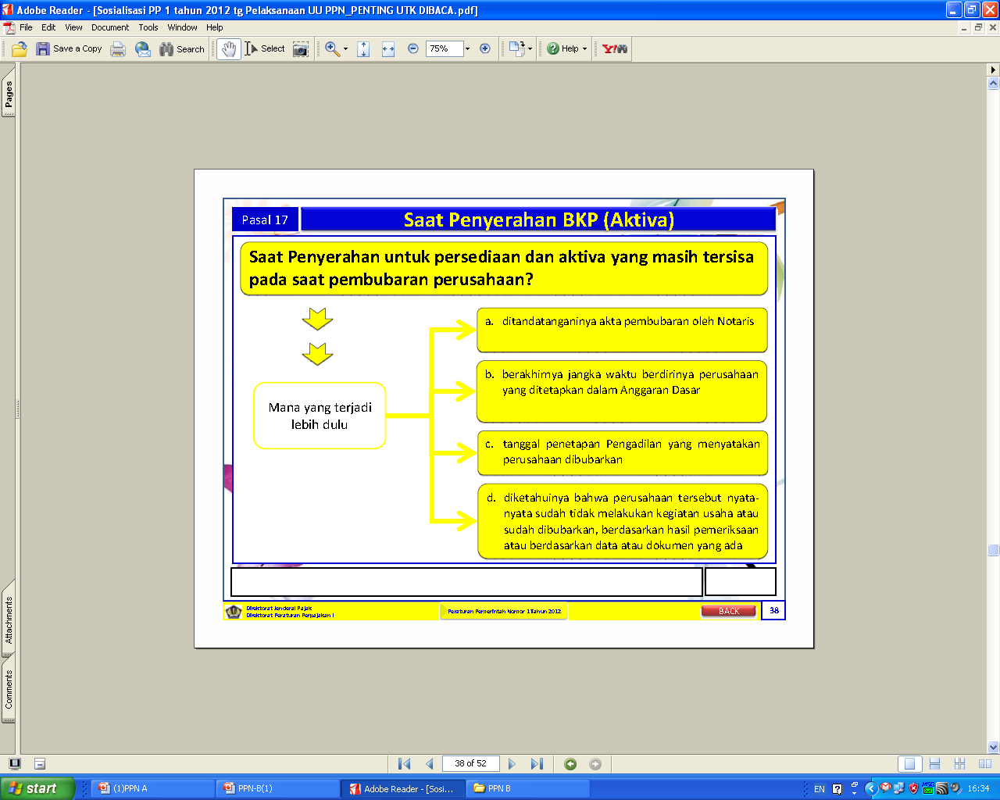 Adobe Reader - [Sosialisasi PP 1 tahun 2012 tg Pelaksanaan UU PPN_PENTING UTK DIBACA.pdf]
File Edit View Document Tools Window Help
Save a Copy Search Select 75% Help Y!
Pages
Pasal 17
Saat Penyerahan BKP (Aktiva)
Saat Penyerahan untuk persediaan dan aktiva yang masih tersisa
pada saat pembubaran perusahaan?
Mana yang terjadi
lebih dulu
a. ditandatanganinya akta pembubaran oleh Notaris
b. berakhirnya jangka waktu berdirinya perusahaan
yang ditetapkan dalam Anggaran Dasar
c. tanggal penetapan Pengadilan yang menyatakan
perusahaan dibubarkan
d. diketahuinya bahwa perusahaan tersebut nyata-
nyata sudah tidak melakukan kegiatan usaha atau
sudah dibubarkan, berdasarkan hasil pemeriksaan
atau berdasarkan data atau dokumen yang ada
Direktorat Jenderal Pajak
Direktorat Peraturan Perpajakan I
Peraturan Pemerintah Nomor 1 Tahun 2012
BACK
38
Attachments
Comments
38 of 52
start (1)PPN A PPN-B(1) Adobe Reader - [Sosi... PPN B EN 16:34